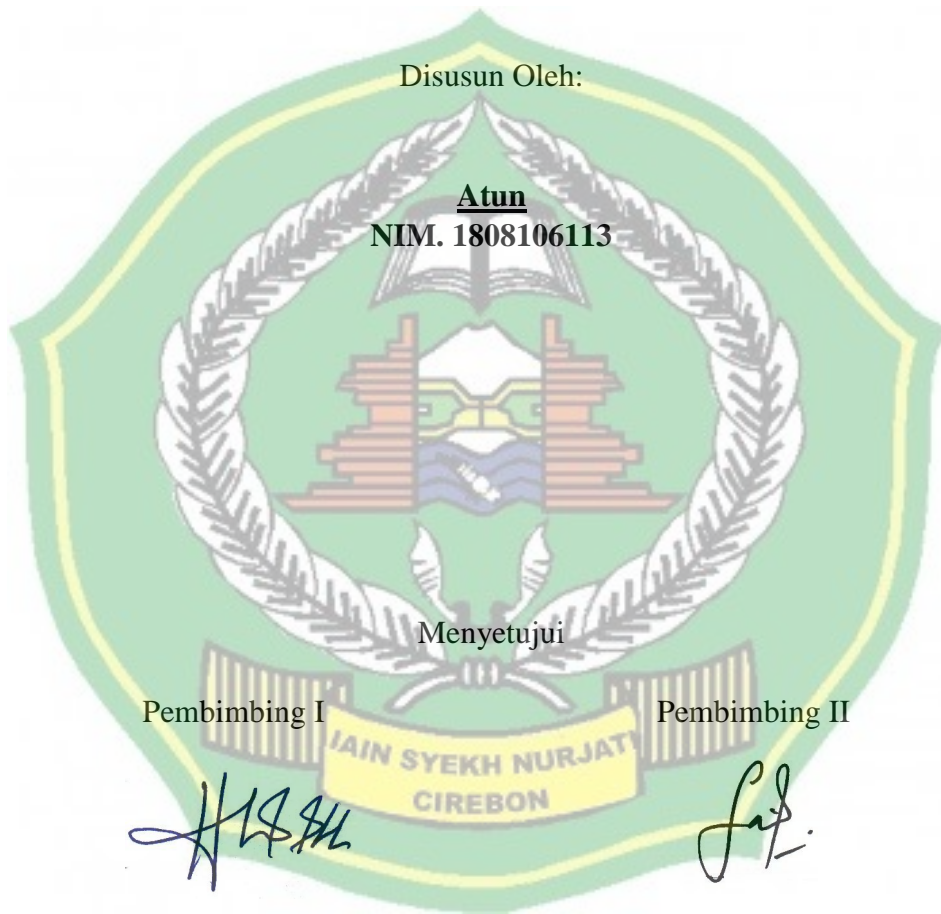 Disusun Oleh:
Atun
NIM. 1808106113
Menyetujui
Pembimbing I
Pembimbing II
IAIN SYEKH NURJATI
CIREBON